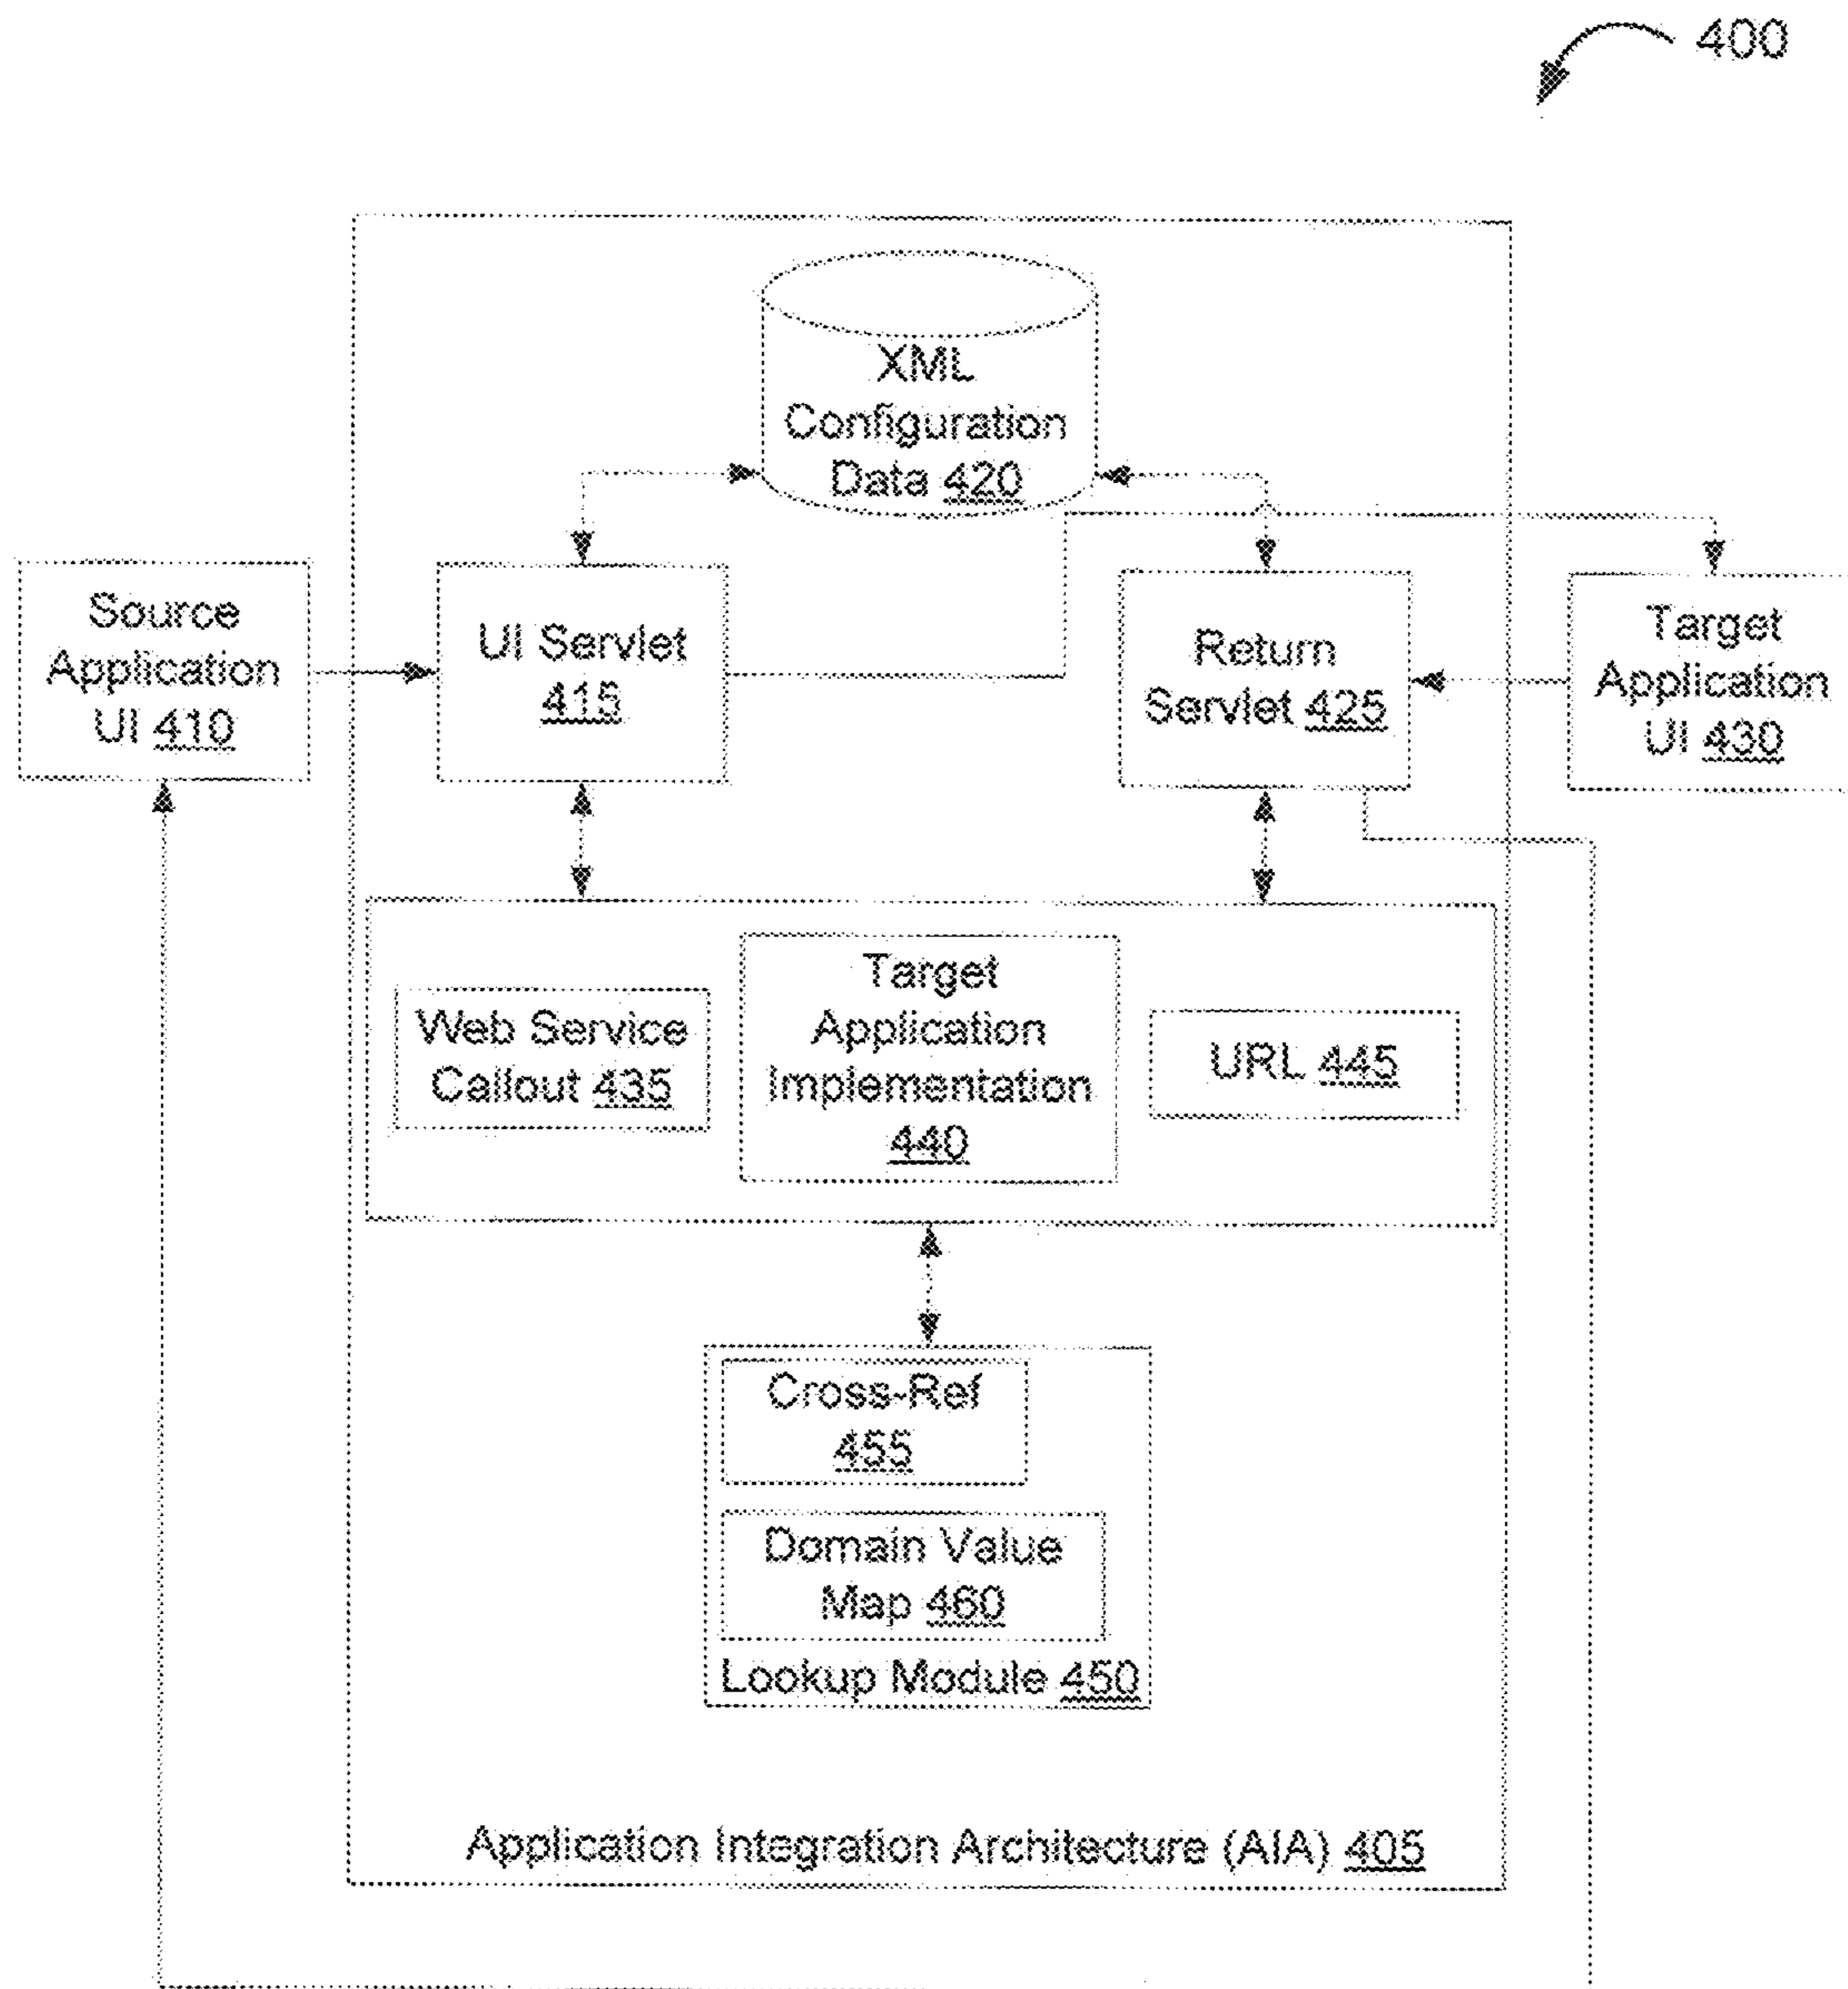 400
XML
Configuration
Data 420
Source
Application
UI 410
UI Servlet
415
Return
Servlet 425
Target
Application
UI 430
Web Service
Callout 435
Target
Application
Implementation
440
URL 445
Cross-Ref
455
Domain Value
Map 460
Lookup Module 450
Application Integration Architecture (AIA) 405